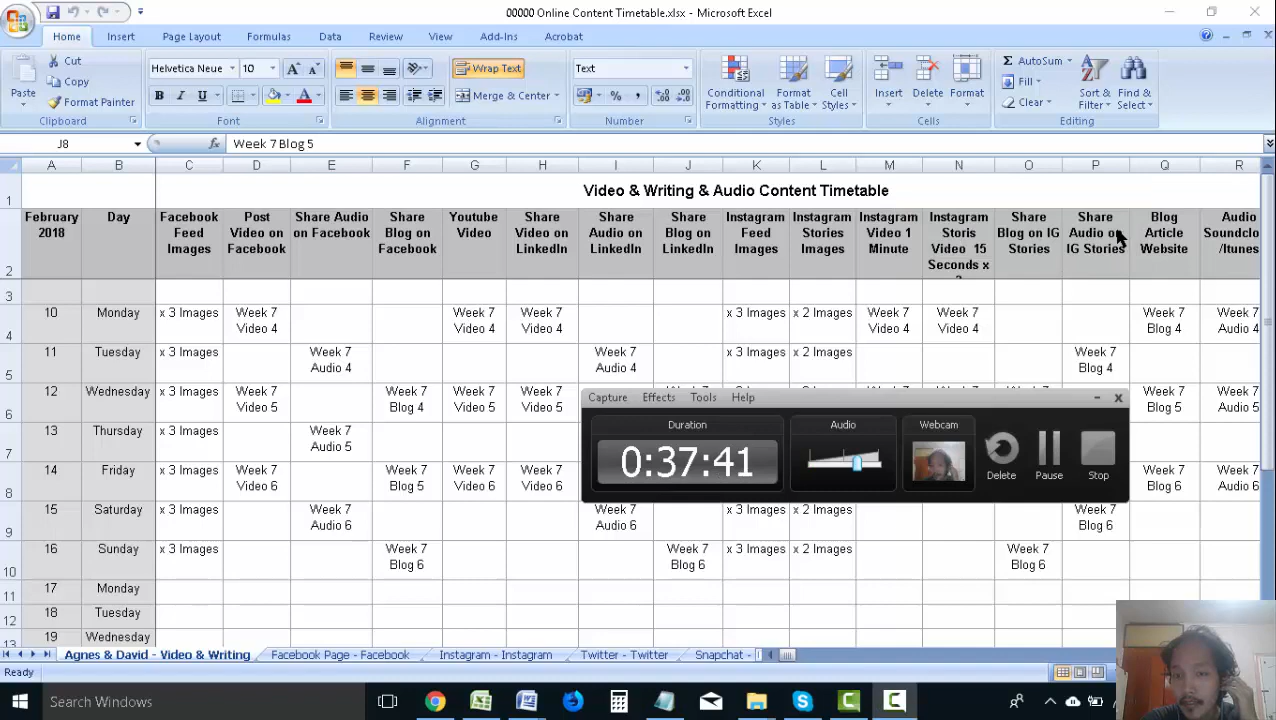 00000 Online Content Timetable.xlsx - Microsoft Excel
Home Insert Page Layout Formulas Data Review View Add-Ins Acrobat
Paste Cut Copy Format Painter Clipboard
Helvetica Neue 10 B I U A Font
Wrap Text Merge & Center Alignment
Text % , Number
Conditional Formatting Format as Table Cell Styles Styles
Insert Delete Format Cells
AutoSum Fill Clear Sort & Filter Find & Select Editing
J8 fx Week 7 Blog 5
A B C D E F G H I J K L M N O P Q R
1 Video & Writing & Audio Content Timetable
February 2018
Day
Facebook Feed Images
Post Video on Facebook
Share Audio on Facebook
Share Blog on Facebook
Youtube Video
Share Video on LinkedIn
Share Audio on LinkedIn
Share Blog on LinkedIn
Instagram Feed Images
Instagram Stories Images
Instagram Video 1 Minute
Instagram Storis Video 15 Seconds x
Share Blog on IG Stories
Share Audio on IG Stories
Blog Article Website
Audio Soundclo /Itunes
2
3
4 10 Monday x 3 Images Week 7 Video 4 Week 7 Video 4 Week 7 Video 4 x 3 Images x 2 Images Week 7 Video 4 Week 7 Video 4 Week 7 Blog 4 Week 7 Audio 4
5 11 Tuesday x 3 Images Week 7 Audio 4 Week 7 Audio 4 x 3 Images x 2 Images Week 7 Blog 4
6 12 Wednesday x 3 Images Week 7 Video 5 Week 7 Blog 4 Week 7 Video 5 Week 7 Video 5 Week 7 Blog 5 Week 7 Audio 5
7 13 Thursday x 3 Images Week 7 Audio 5
8 14 Friday x 3 Images Week 7 Video 6 Week 7 Blog 5 Week 7 Video 6 Week 7 Video 6 Week 7 Blog 6 Week 7 Audio 6
9 15 Saturday x 3 Images Week 7 Audio 6 Week 7 Audio 6 x 3 Images x 2 Images Week 7 Blog 6
10 16 Sunday x 3 Images Week 7 Blog 6 Week 7 Blog 6 x 3 Images x 2 Images Week 7 Blog 6
11 17 Monday
12 18 Tuesday
13 19 Wednesday
Capture Effects Tools Help
Duration Audio Webcam
0:37:41 Delete Pause Stop
Agnes & David - Video & Writing Facebook Page - Facebook Instagram - Instagram Twitter - Twitter Snapchat -
Ready
Search Windows